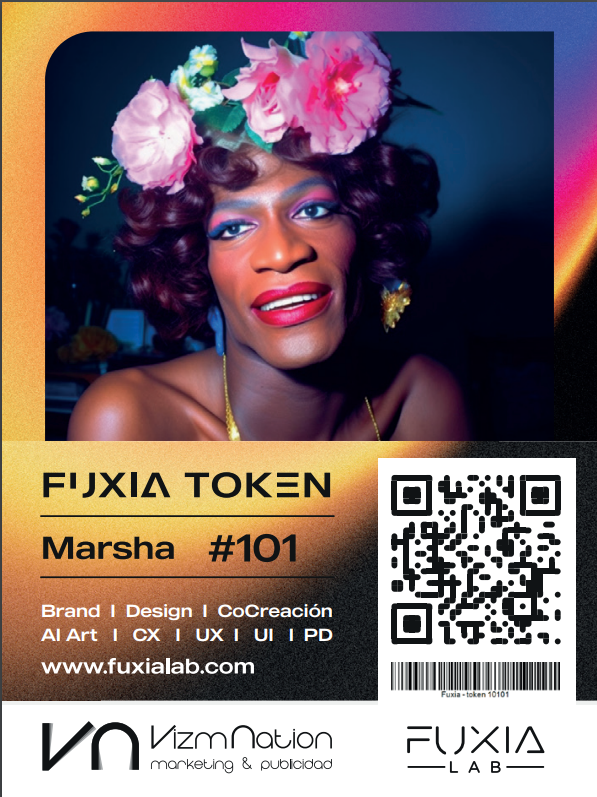 FUXIA TOKEN
Marsha #101
Brand | Design | CoCreación
AI Art | CX | UX | UI | PD
www.fuxialab.com
Fuxia - token 10101
VizmNation
marketing & publicidad
FUXIA
LAB